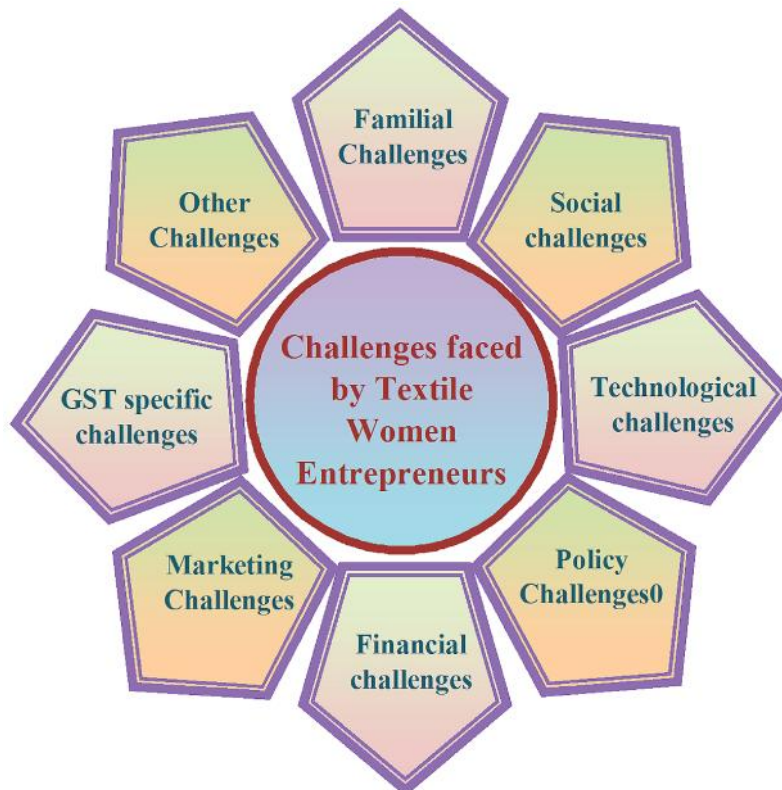 Familial
Challenges
Social
challenges
Technological
challenges
Policy
Challenges0
Financial
challenges
Marketing
Challenges
GST specific
challenges
Other
Challenges
Challenges faced
by Textile
Women
Entrepreneurs